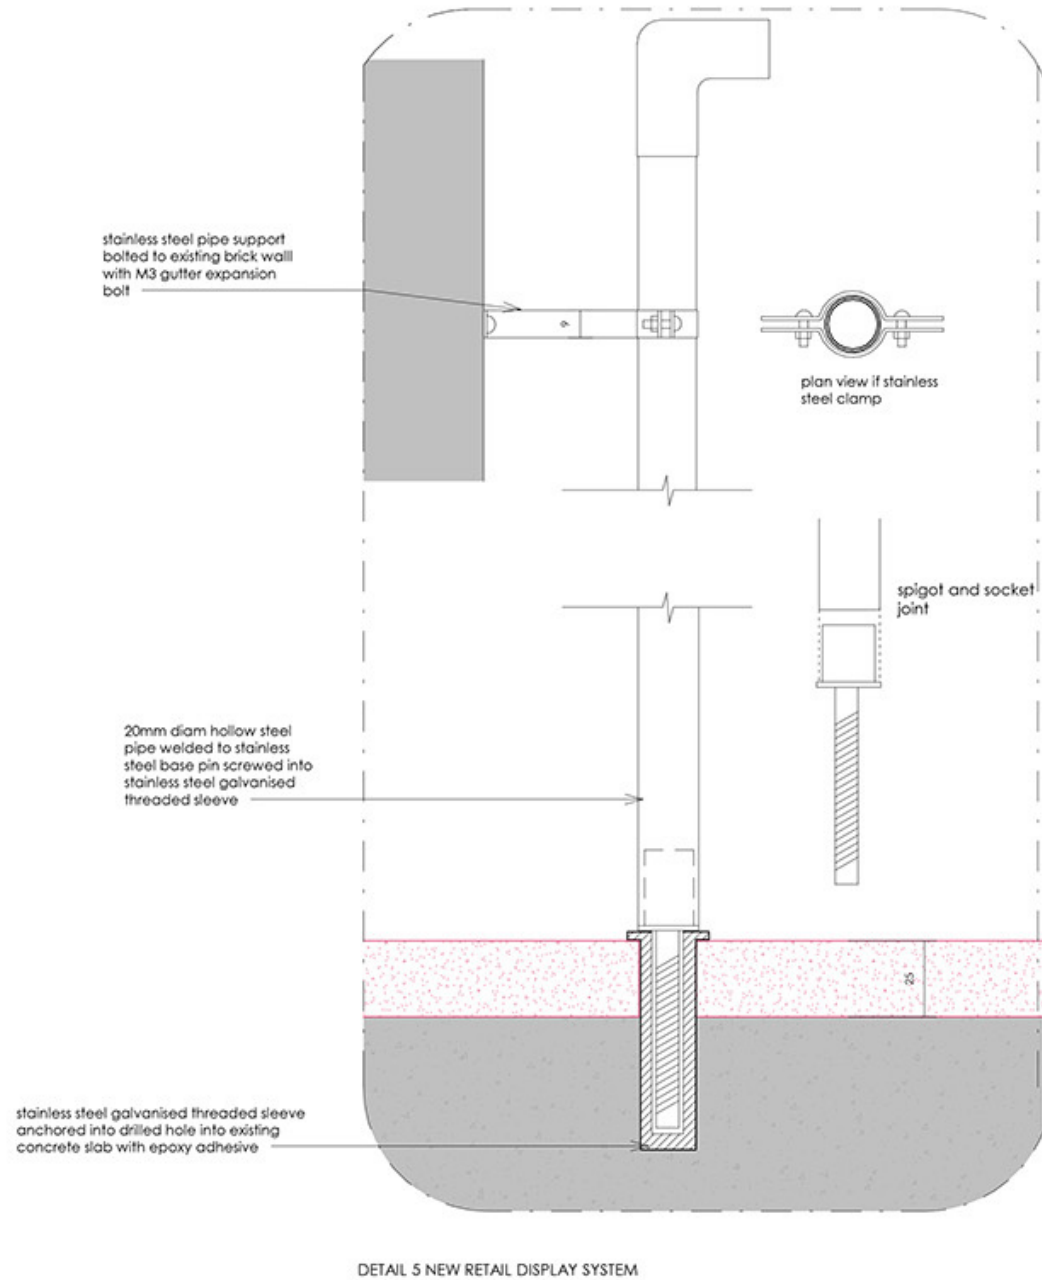 stainless steel pipe support
bolted to existing brick walll
with M3 gutter expansion
bolt
9
plan view if stainless
steel clamp
spigot and socket
joint
20mm diam hollow steel
pipe welded to stainless
steel base pin screwed into
stainless steel galvanised
threaded sleeve
25
stainless steel galvanised threaded sleeve
anchored into drilled hole into existing
concrete slab with epoxy adhesive
DETAIL 5 NEW RETAIL DISPLAY SYSTEM